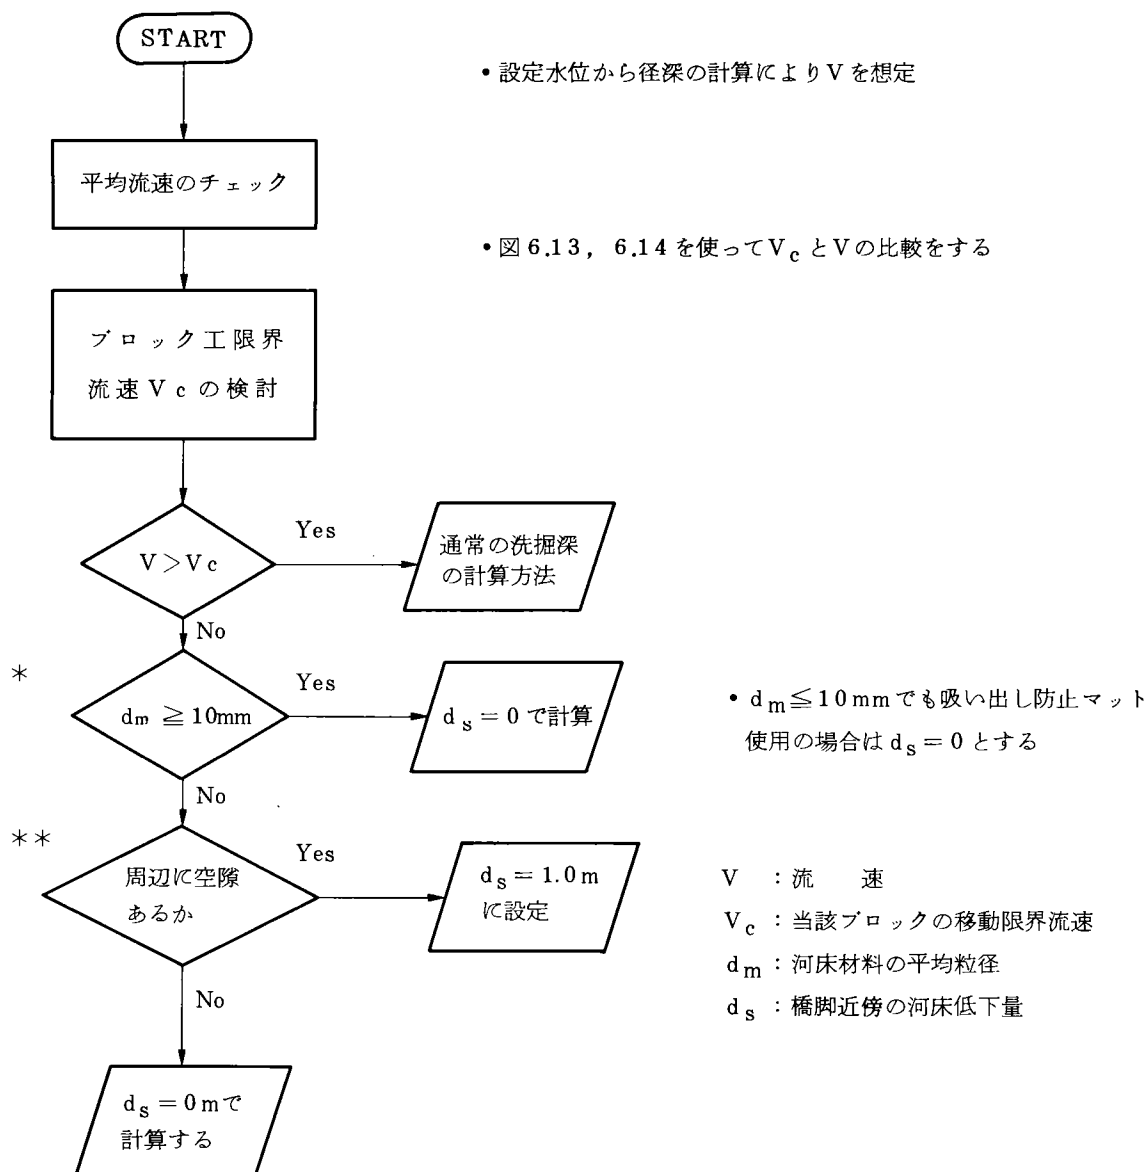 START
• 設定水位から径深の計算によりVを想定
平均流速のチェック
• 図6.13, 6.14を使ってVcとVの比較をする
ブロック工限界
流速Vcの検討
V>Vc
Yes
通常の洗掘深
の計算方法
No
*
dm≧10mm
Yes
ds=0で計算
• dm≦10mmでも吸い出し防止マット
使用の場合はds=0とする
No
**
周辺に空隙
あるか
Yes
ds=1.0m
に設定
V :流 速
Vc :当該ブロックの移動限界流速
dm :河床材料の平均粒径
ds :橋脚近傍の河床低下量
No
ds=0mで
計算する